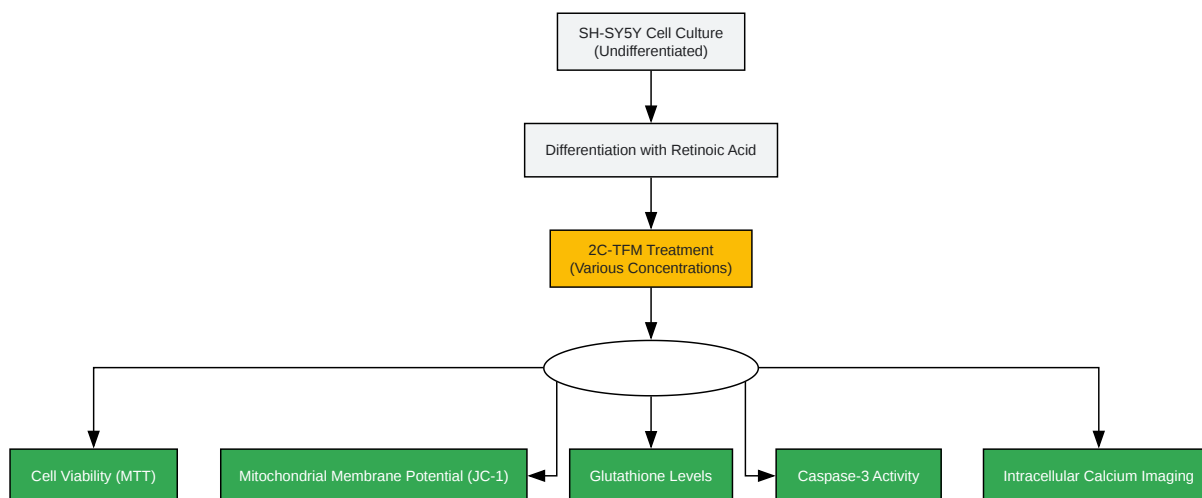 SH-SY5Y Cell Culture
(Undifferentiated)
Differentiation with Retinoic Acid
2C-TFM Treatment
(Various Concentrations)
Cell Viability (MTT)
Mitochondrial Membrane Potential (JC-1)
Glutathione Levels
Caspase-3 Activity
Intracellular Calcium Imaging